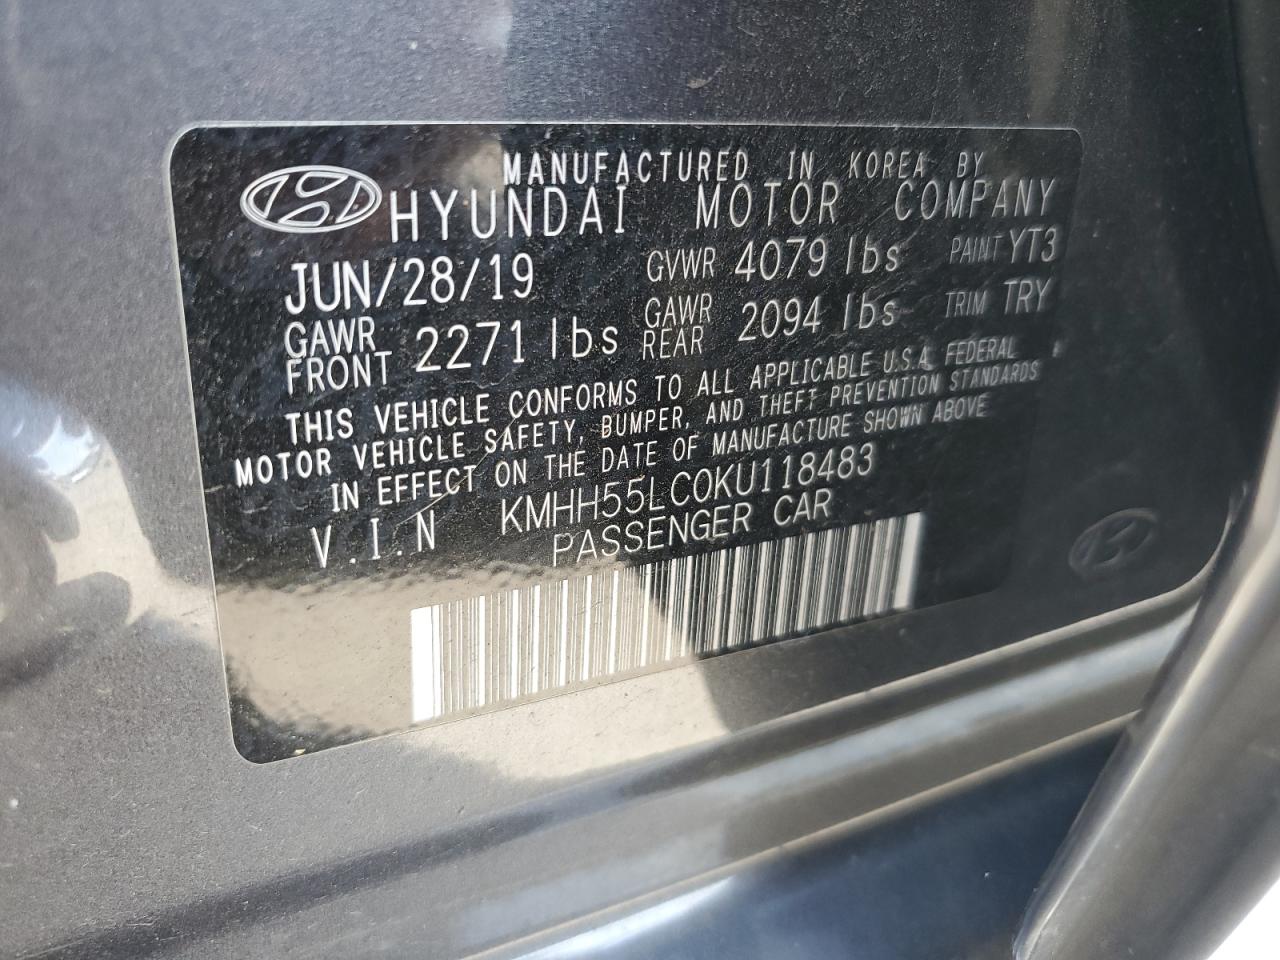 MANUFACTURED IN KOREA BY
HYUNDAI MOTOR COMPANY
JUN/28/19 GVWR 4079 lbs PAINT YT3
GAWR FRONT 2271 lbs GAWR REAR 2094 lbs TRIM TRY
THIS VEHICLE CONFORMS TO ALL APPLICABLE U.S.A. FEDERAL
MOTOR VEHICLE SAFETY, BUMPER, AND THEFT PREVENTION STANDARDS
IN EFFECT ON THE DATE OF MANUFACTURE SHOWN ABOVE
V.I.N KMHH55LC0KU118483
PASSENGER CAR